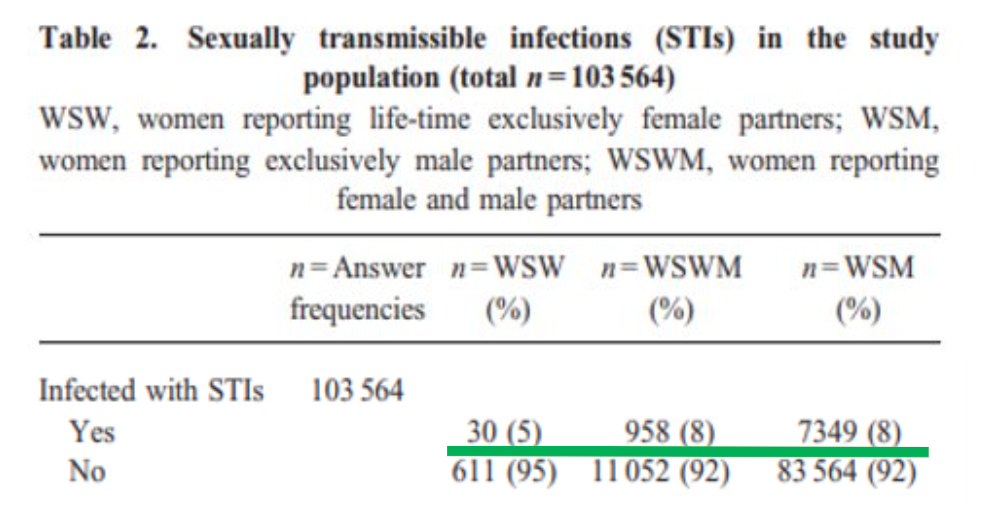 Table 2. Sexually transmissible infections (STIs) in the study
population (total n = 103 564)
WSW, women reporting life-time exclusively female partners; WSM,
women reporting exclusively male partners; WSWM, women reporting
female and male partners
n = Answer n = WSW n = WSWM n = WSM
frequencies (%) (%) (%)
Infected with STIs 103 564
Yes 30 (5) 958 (8) 7349 (8)
No 611 (95) 11 052 (92) 83 564 (92)